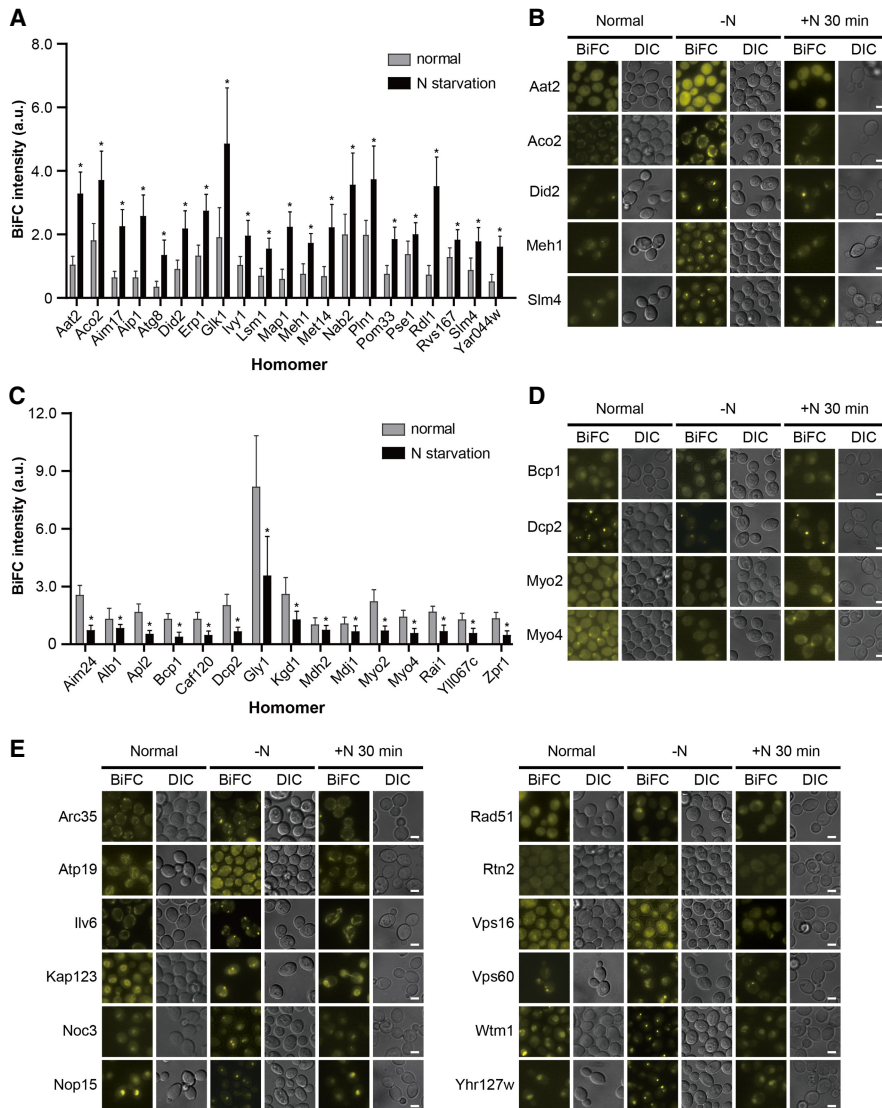 A
8.0
6.0
4.0
2.0
0
BiFC intensity (a.u.)
normal
N starvation
* * * * * * * * * * * * * * * * * * * * *
Aat2 Aco2 Aim17 Aip1 Atg8 Did2 Erp1 Glk1 Ivy1 Lsm1 Map1 Meh1 Met14 Nab2 Pln1 Pom33 Pse1 Rdl1 Rvs167 Slm4 Yar044w
Homomer
B
Normal -N +N 30 min
BiFC DIC BiFC DIC BiFC DIC
Aat2
Aco2
Did2
Meh1
Slm4
C
12.0
9.0
6.0
3.0
0
BiFC intensity (a.u.)
normal
N starvation
* * * * * * * * * * * * * * *
Aim24 Alb1 Apl2 Bcp1 Caf120 Dcp2 Gly1 Kgd1 Mdh2 Mdj1 Myo2 Myo4 Rai1 Yll067c Zpr1
Homomer
D
Normal -N +N 30 min
BiFC DIC BiFC DIC BiFC DIC
Bcp1
Dcp2
Myo2
Myo4
E
Normal -N +N 30 min
BiFC DIC BiFC DIC BiFC DIC
Arc35
Atp19
Ilv6
Kap123
Noc3
Nop15
Normal -N +N 30 min
BiFC DIC BiFC DIC BiFC DIC
Rad51
Rtn2
Vps16
Vps60
Wtm1
Yhr127w